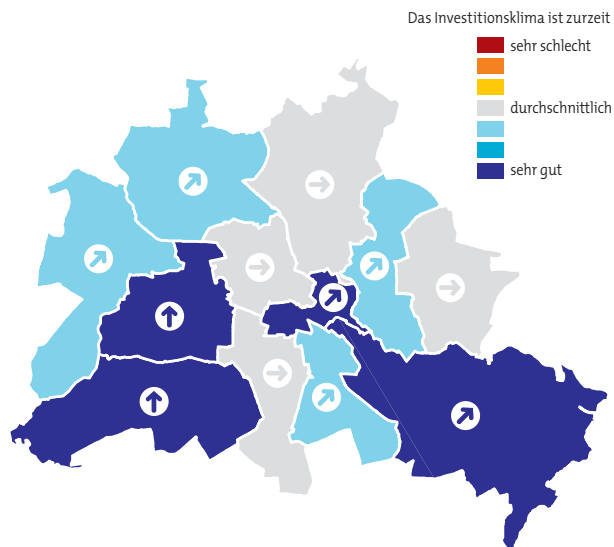 Das Investitionsklima ist zurzeit
sehr schlecht
durchschnittlich
sehr gut